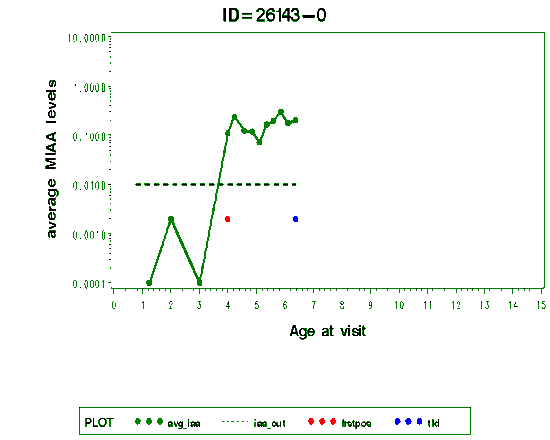 ID=26143-0
average MIAA levels
10.0000
1.0000
0.1000
0.0100
0.0010
0.0001
0 1 2 3 4 5 6 7 8 9 10 11 12 13 14 15
Age at visit
PLOT avg_iaa iaa_cut frstpos t1d